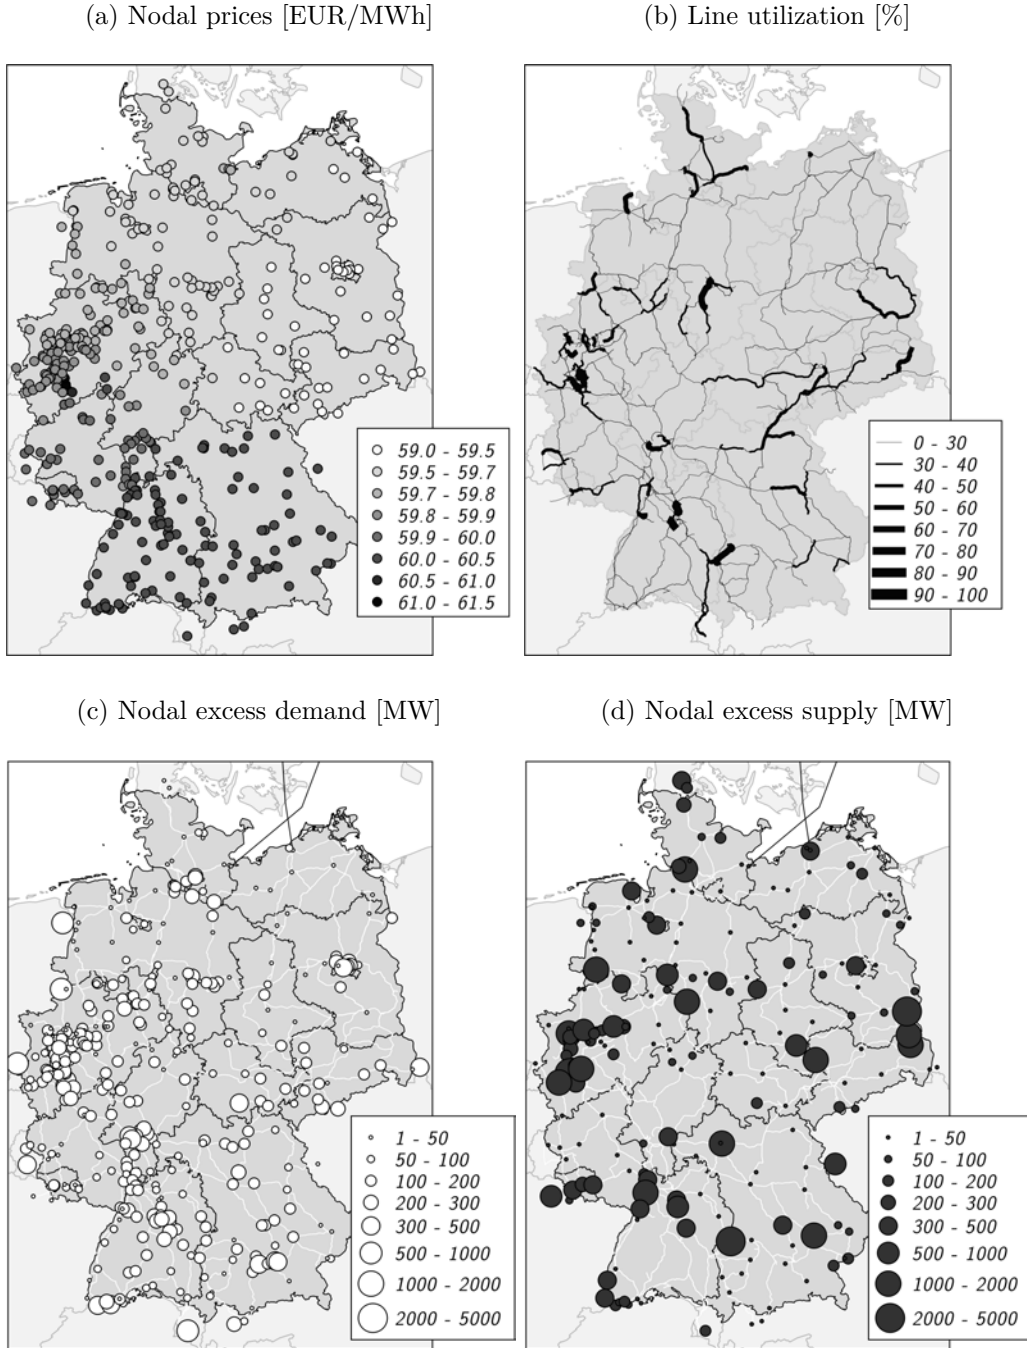 (a) Nodal prices [EUR/MWh]
(b) Line utilization [%]
59.0 - 59.5
59.5 - 59.7
59.7 - 59.8
59.8 - 59.9
59.9 - 60.0
60.0 - 60.5
60.5 - 61.0
61.0 - 61.5
0 - 30
30 - 40
40 - 50
50 - 60
60 - 70
70 - 80
80 - 90
90 - 100
(c) Nodal excess demand [MW]
(d) Nodal excess supply [MW]
1 - 50
50 - 100
100 - 200
200 - 300
300 - 500
500 - 1000
1000 - 2000
2000 - 5000
1 - 50
50 - 100
100 - 200
200 - 300
300 - 500
500 - 1000
1000 - 2000
2000 - 5000